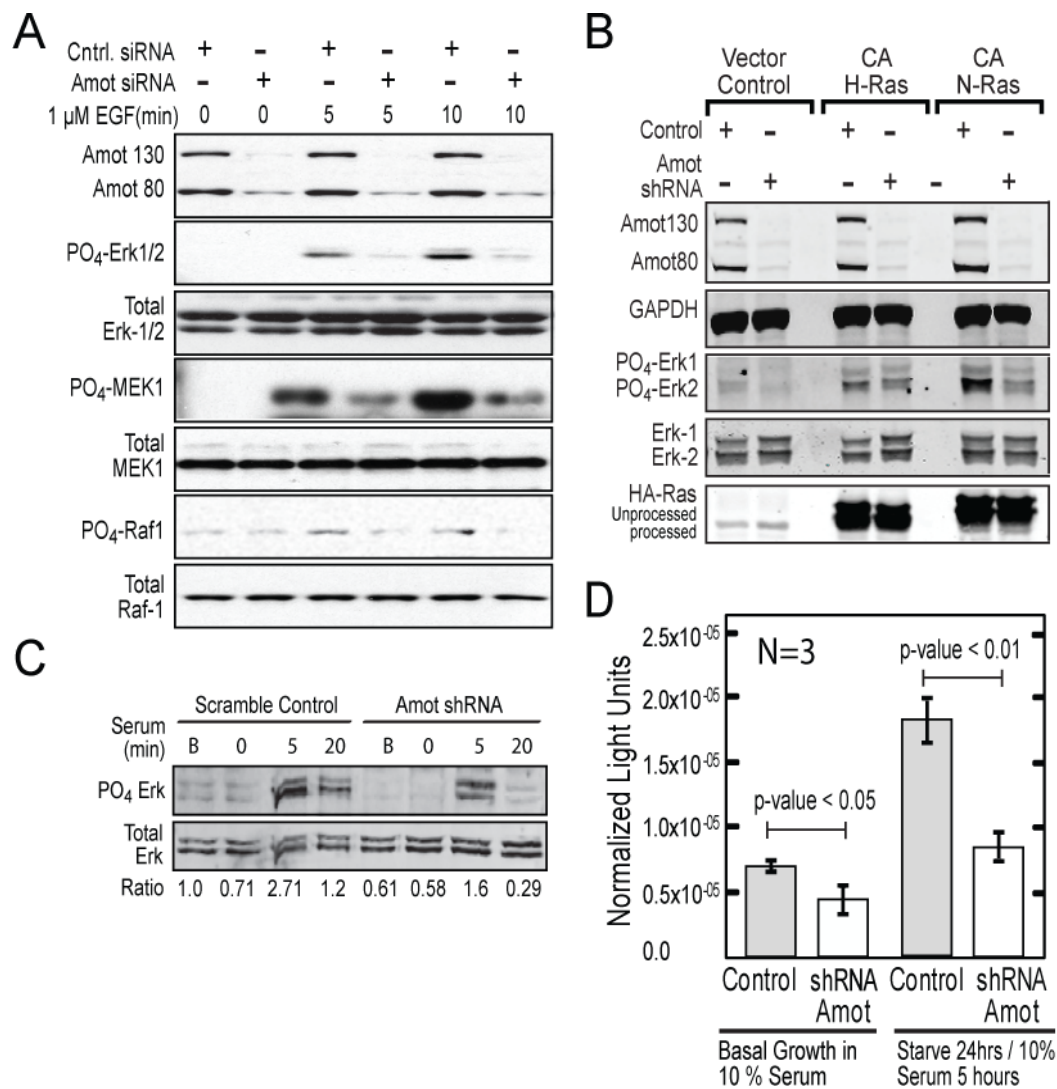 A
Cntrl. siRNA + - + - + -
Amot siRNA - + - + - +
1 µM EGF(min) 0 0 5 5 10 10
Amot 130
Amot 80
PO4-Erk1/2
Total
Erk-1/2
PO4-MEK1
Total
MEK1
PO4-Raf1
Total
Raf-1
B
Vector
Control
CA
H-Ras
CA
N-Ras
Control + - + - + -
Amot
shRNA - + - + - +
Amot130
Amot80
GAPDH
PO4-Erk1
PO4-Erk2
Erk-1
Erk-2
HA-Ras
Unprocessed
processed
C
Scramble Control Amot shRNA
Serum
(min) B 0 5 20 B 0 5 20
PO4 Erk
Total
Erk
Ratio 1.0 0.71 2.71 1.2 0.61 0.58 1.6 0.29
D
Normalized Light Units
2.5x10-05
2.0x10-05
1.5x10-05
1.0x10-05
0.5x10-05
0.0
N=3
p-value < 0.01
p-value < 0.05
Control shRNA
Amot
Control shRNA
Amot
Basal Growth in
10 % Serum
Starve 24hrs / 10%
Serum 5 hours